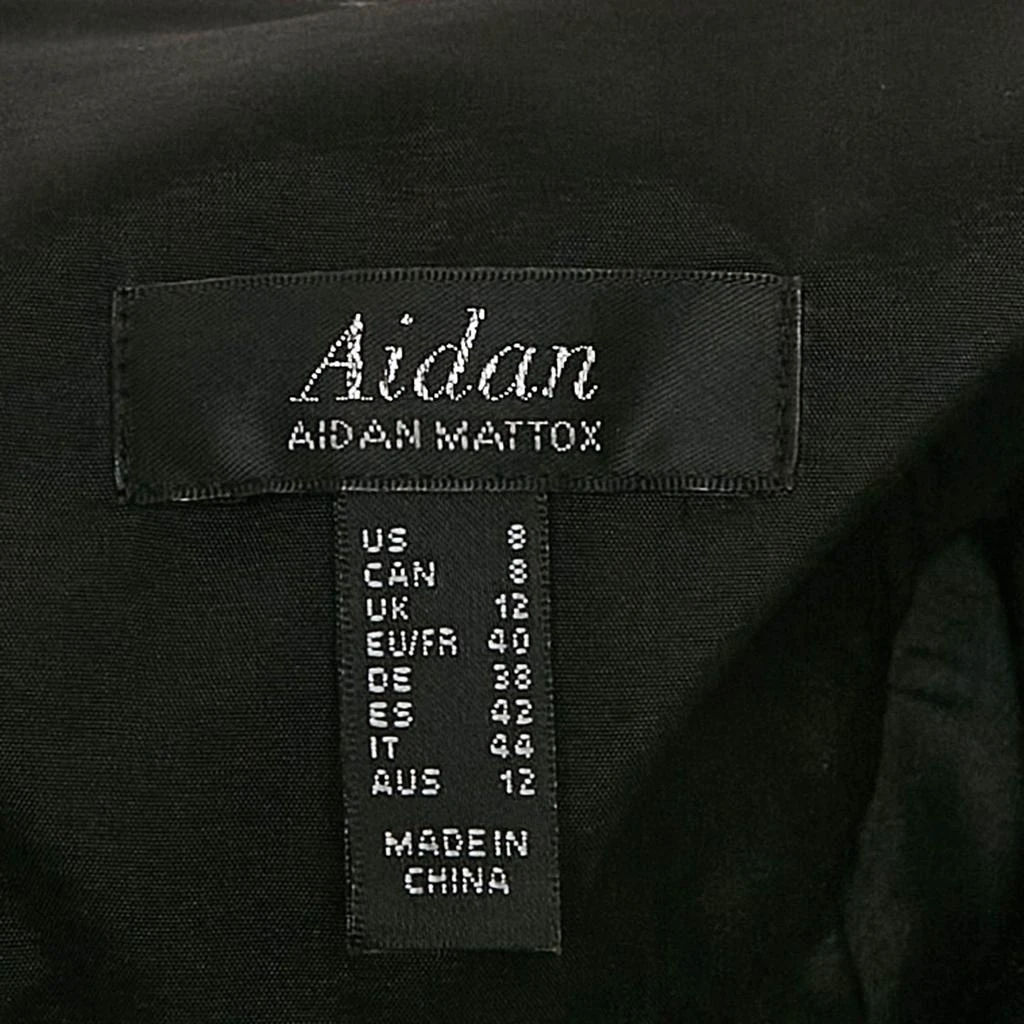 Aidan
AIDAN MATTOX
US 8
CAN 8
UK 12
EU/FR 40
DE 38
ES 42
IT 44
AUS 12
MADE IN
CHINA